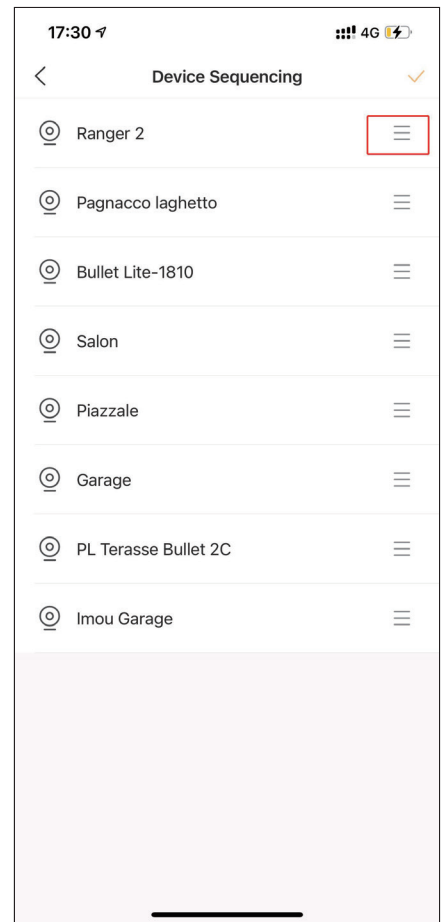 17:30
4G
Device Sequencing
Ranger 2
Pagnacco laghetto
Bullet Lite-1810
Salon
Piazzale
Garage
PL Terasse Bullet 2C
Imou Garage